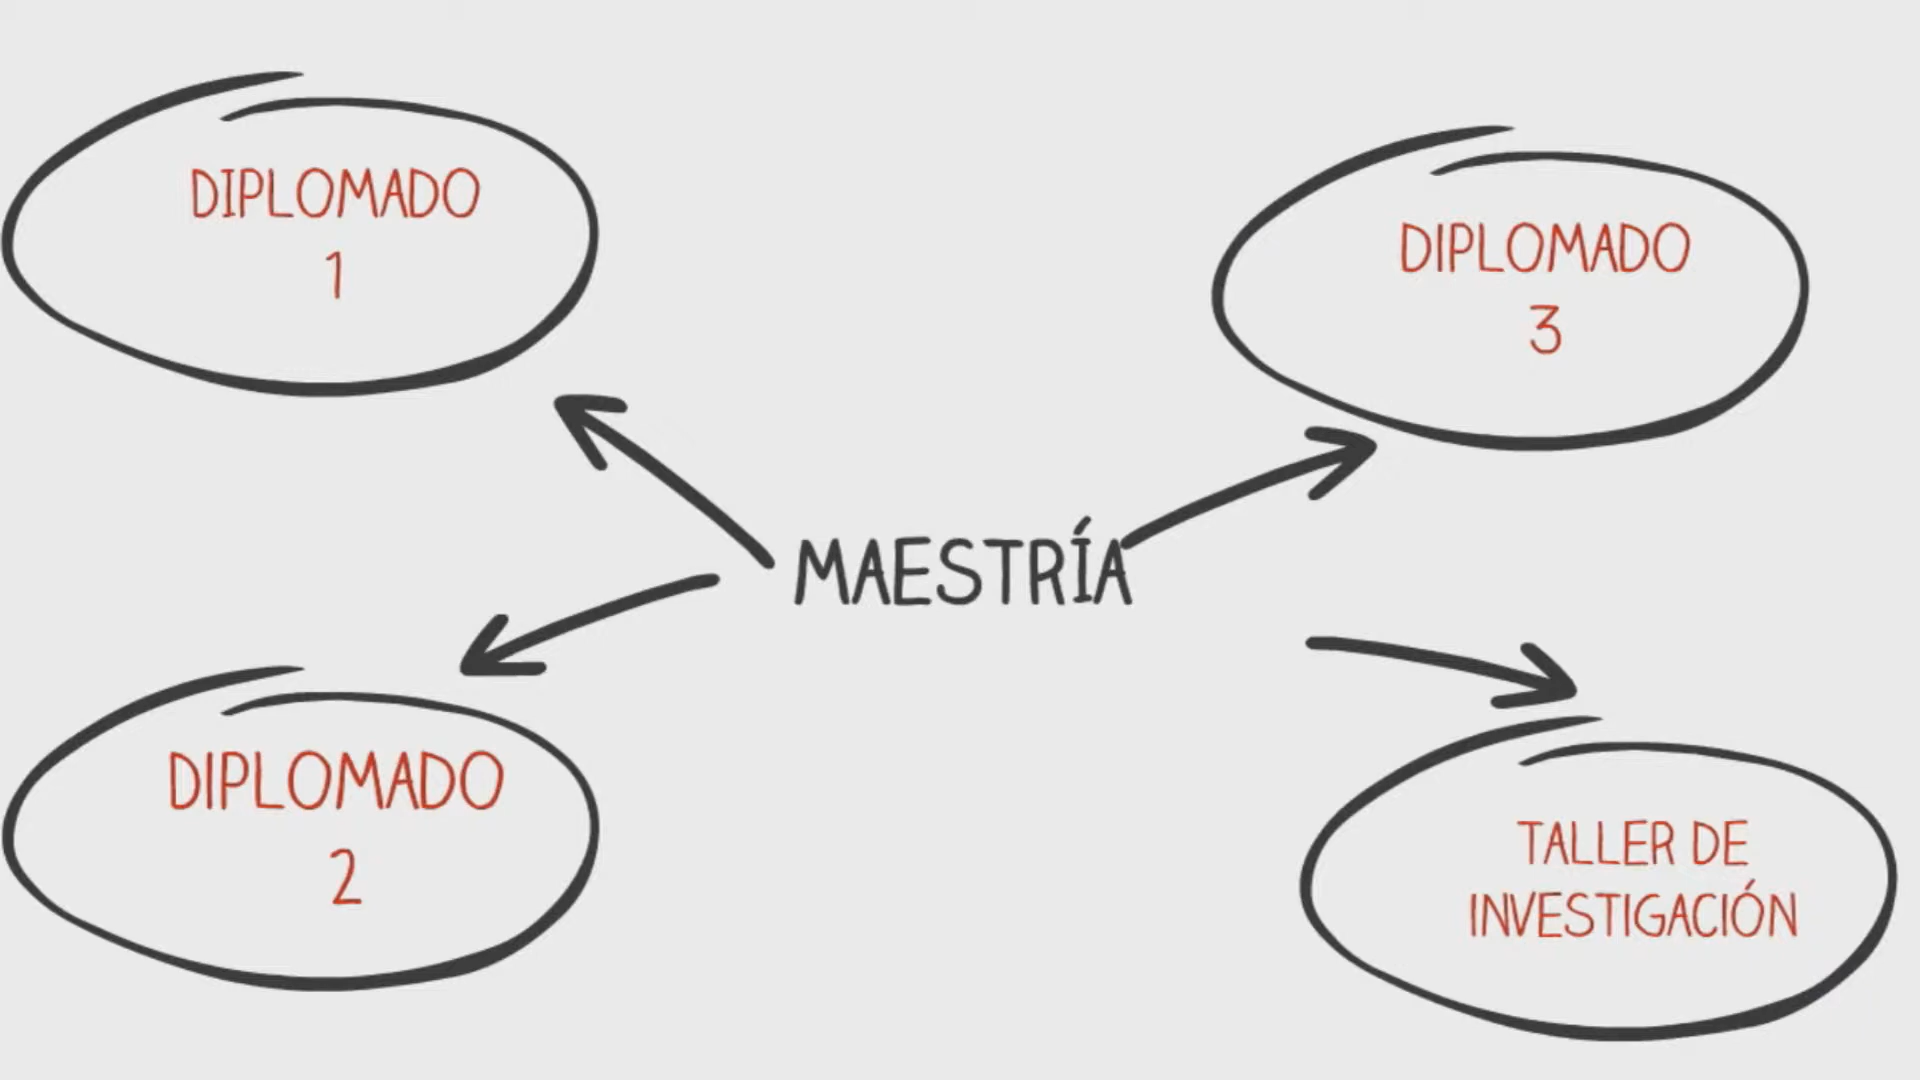 DIPLOMADO
1
DIPLOMADO
3
MAESTRÍA
DIPLOMADO
2
TALLER DE
INVESTIGACIÓN